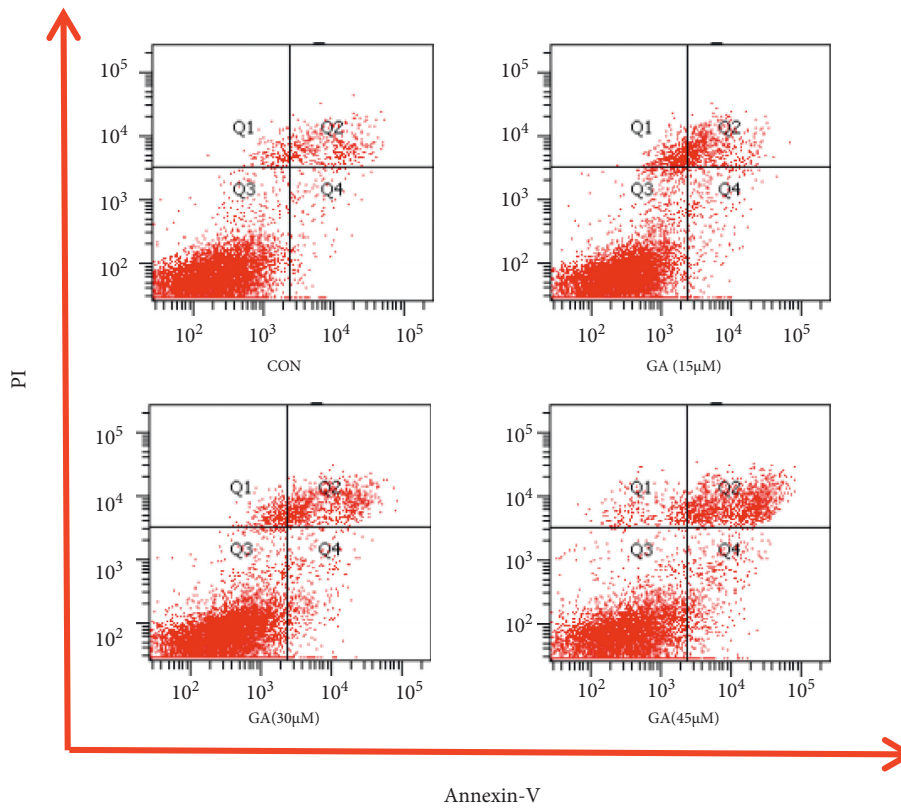 PI
10⁵
10⁴
10³
10²
Q1 Q2
Q3 Q4
10² 10³ 10⁴ 10⁵
CON
10⁵
10⁴
10³
10²
Q1 Q2
Q3 Q4
10² 10³ 10⁴ 10⁵
GA (15µM)
10⁵
10⁴
10³
10²
Q1 Q2
Q3 Q4
10² 10³ 10⁴ 10⁵
GA(30µM)
10⁵
10⁴
10³
10²
Q1 Q2
Q3 Q4
10² 10³ 10⁴ 10⁵
GA(45µM)
Annexin-V